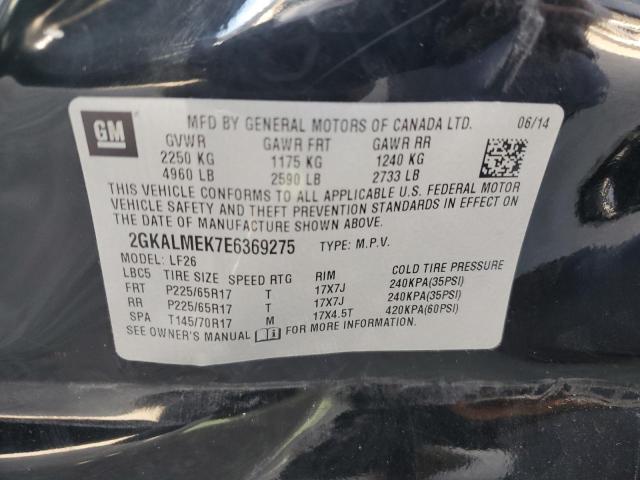 GM
MFD BY GENERAL MOTORS OF CANADA LTD. 06/14
GVWR GAWR FRT GAWR RR
2250 KG 1175 KG 1240 KG
4960 LB 2590 LB 2733 LB
THIS VEHICLE CONFORMS TO ALL APPLICABLE U.S. FEDERAL MOTOR
VEHICLE SAFETY AND THEFT PREVENTION STANDARDS IN EFFECT ON
THE DATE OF MANUFACTURE SHOWN ABOVE.
2GKALMEK7E6369275 TYPE: M.P.V.
MODEL: LF26
LBC5 TIRE SIZE SPEED RTG RIM COLD TIRE PRESSURE
FRT P225/65R17 T 17X7J 240KPA(35PSI)
RR P225/65R17 T 17X7J 240KPA(35PSI)
SPA T145/70R17 M 17X4.5T 420KPA(60PSI)
SEE OWNER'S MANUAL FOR MORE INFORMATION.